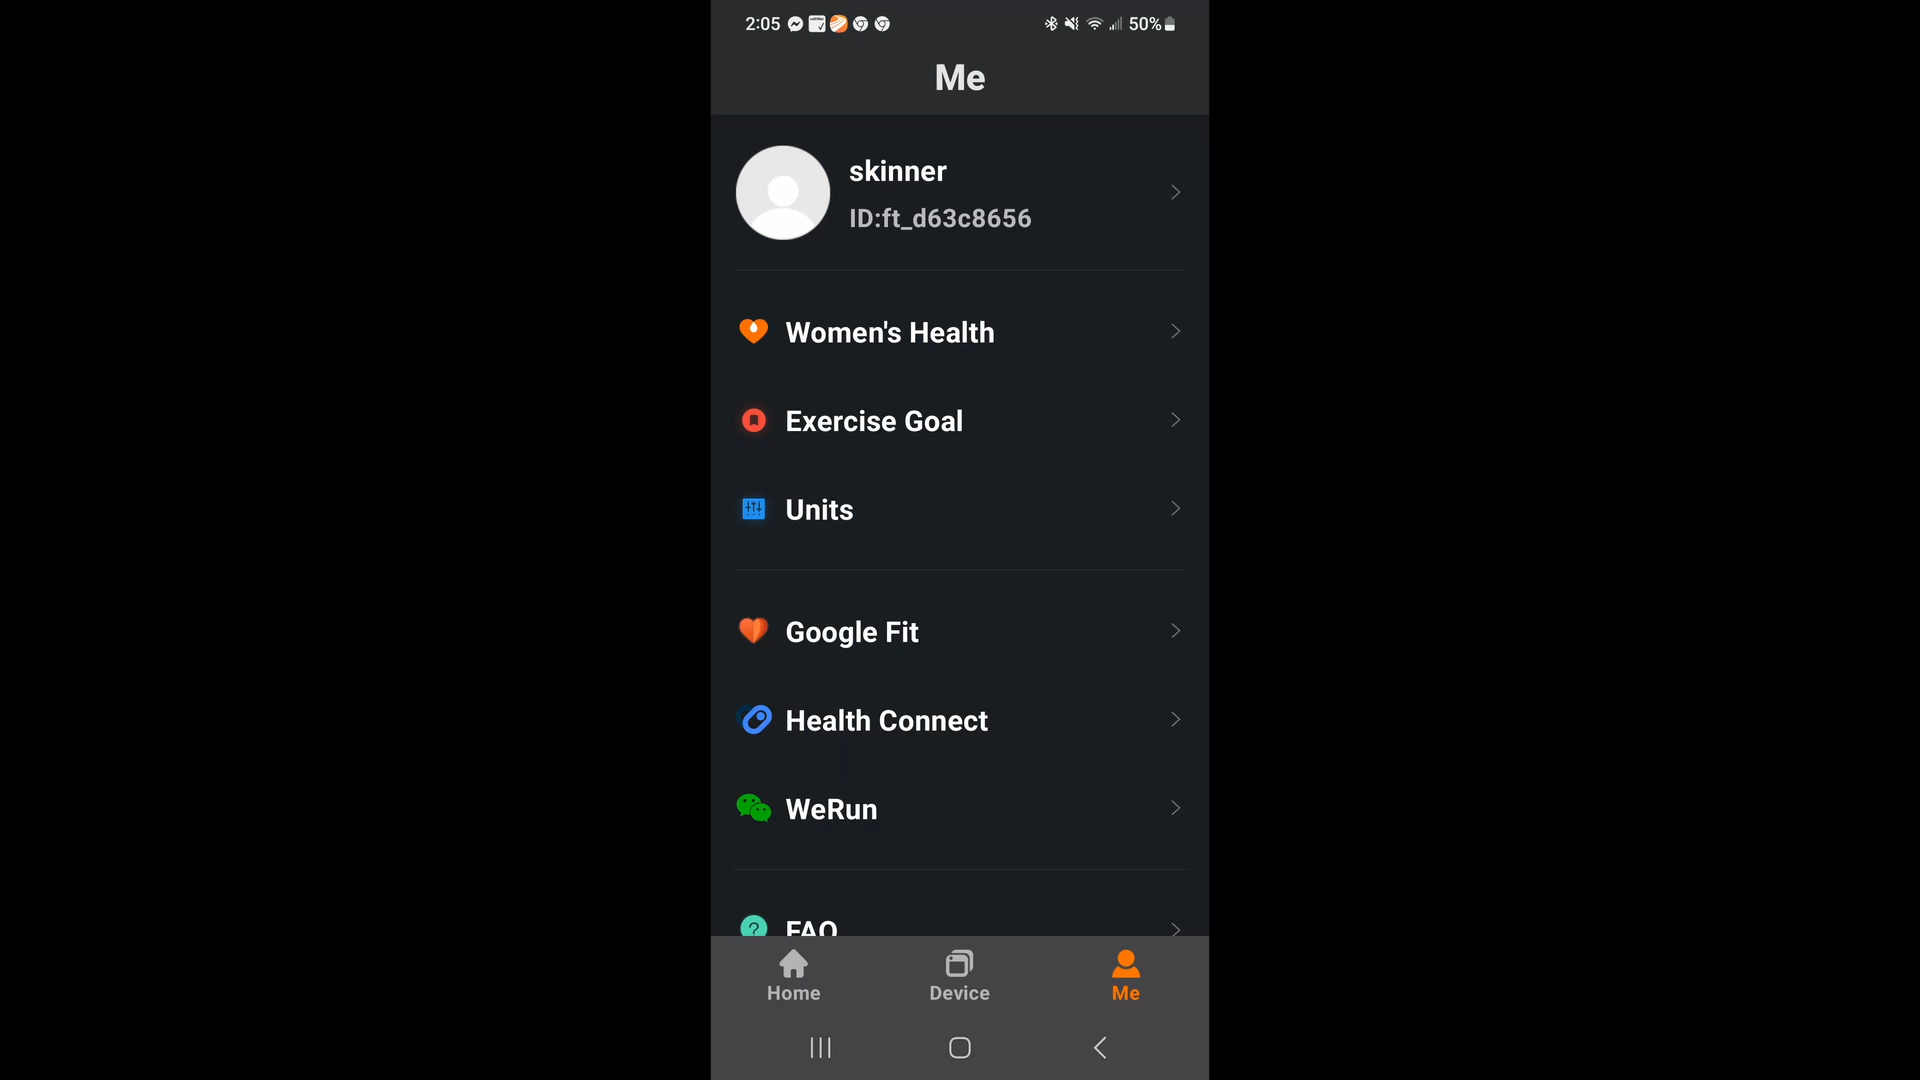 2:05 50%
Me
skinner
ID:ft_d63c8656
Women's Health
Exercise Goal
Units
Google Fit
Health Connect
WeRun
FAQ
Home Device Me